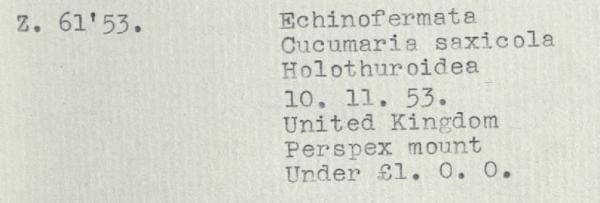 Z. 61'53. Echinofermata
Cucumaria saxicola
Holothuroidea
10. 11. 53.
United Kingdom
Perspex mount
Under £1. 0. 0.